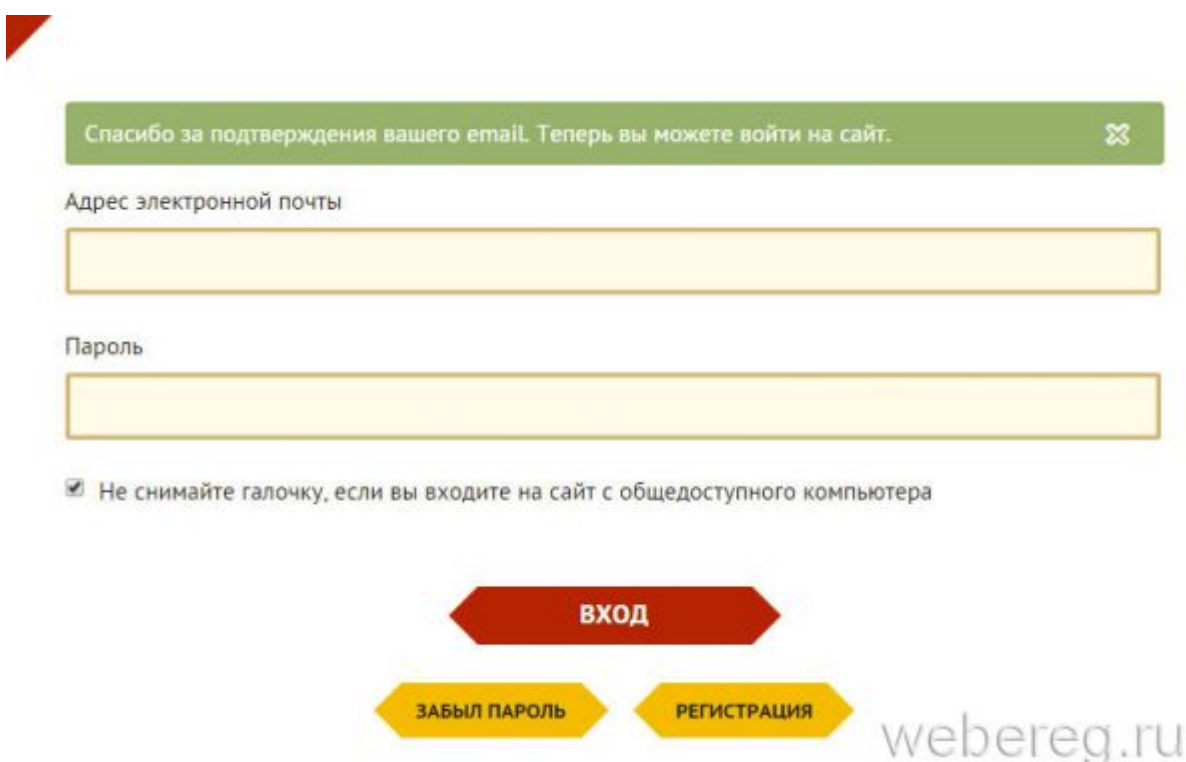 Спасибо за подтверждения вашего email. Теперь вы можете войти на сайт.
Адрес электронной почты
Пароль
Не снимайте галочку, если вы входите на сайт с общедоступного компьютера
ВХОД
ЗАБЫЛ ПАРОЛЬ РЕГИСТРАЦИЯ
webereg.ru